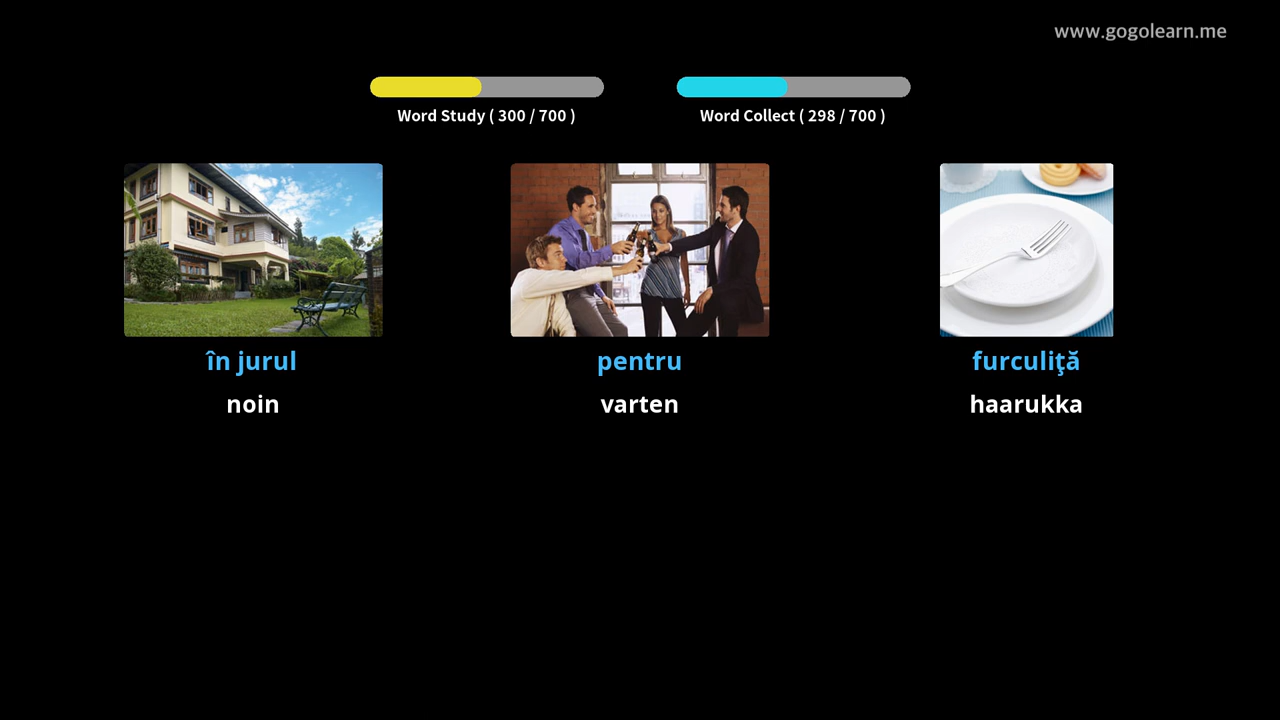 www.gogolearn.me
Word Study ( 300 / 700 )
Word Collect ( 298 / 700 )
în jurul
pentru
furculiţă
noin
varten
haarukka